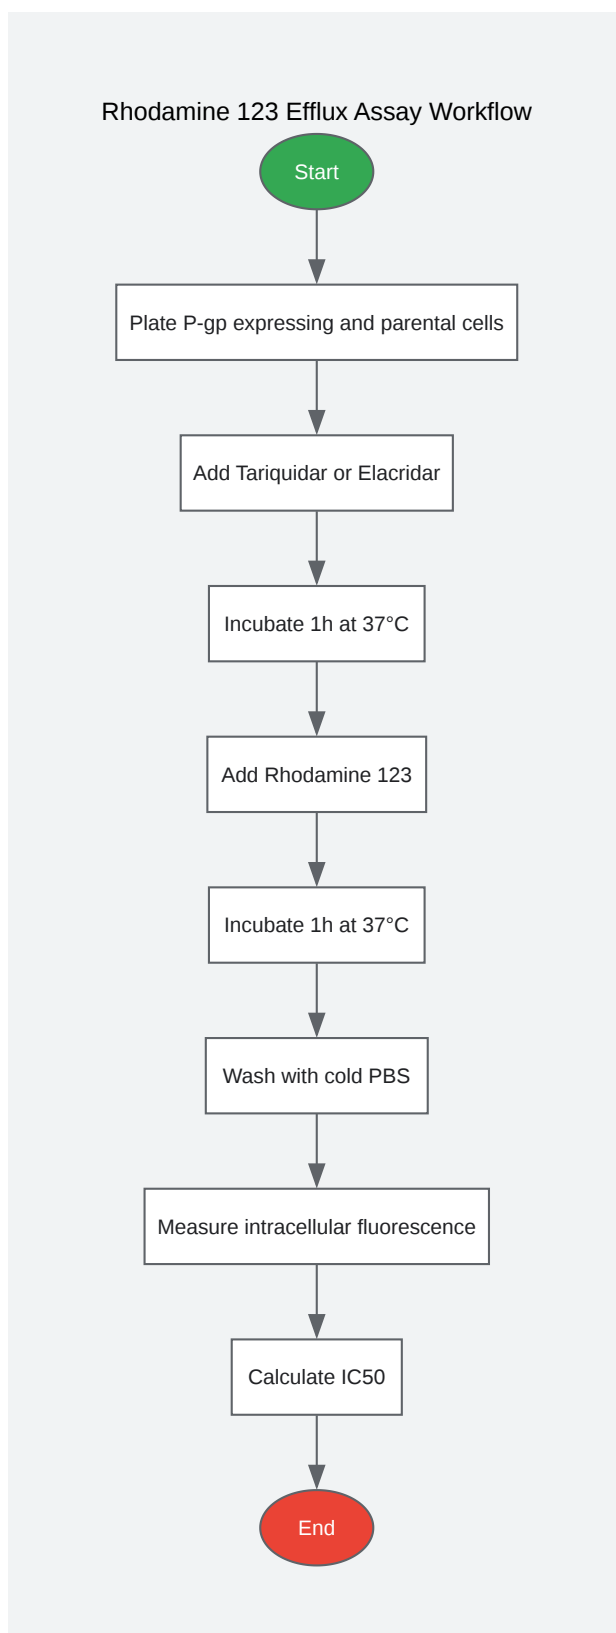 Rhodamine 123 Efflux Assay Workflow
Start
Plate P-gp expressing and parental cells
Add Tariquidar or Elacridar
Incubate 1h at 37°C
Add Rhodamine 123
Incubate 1h at 37°C
Wash with cold PBS
Measure intracellular fluorescence
Calculate IC50
End